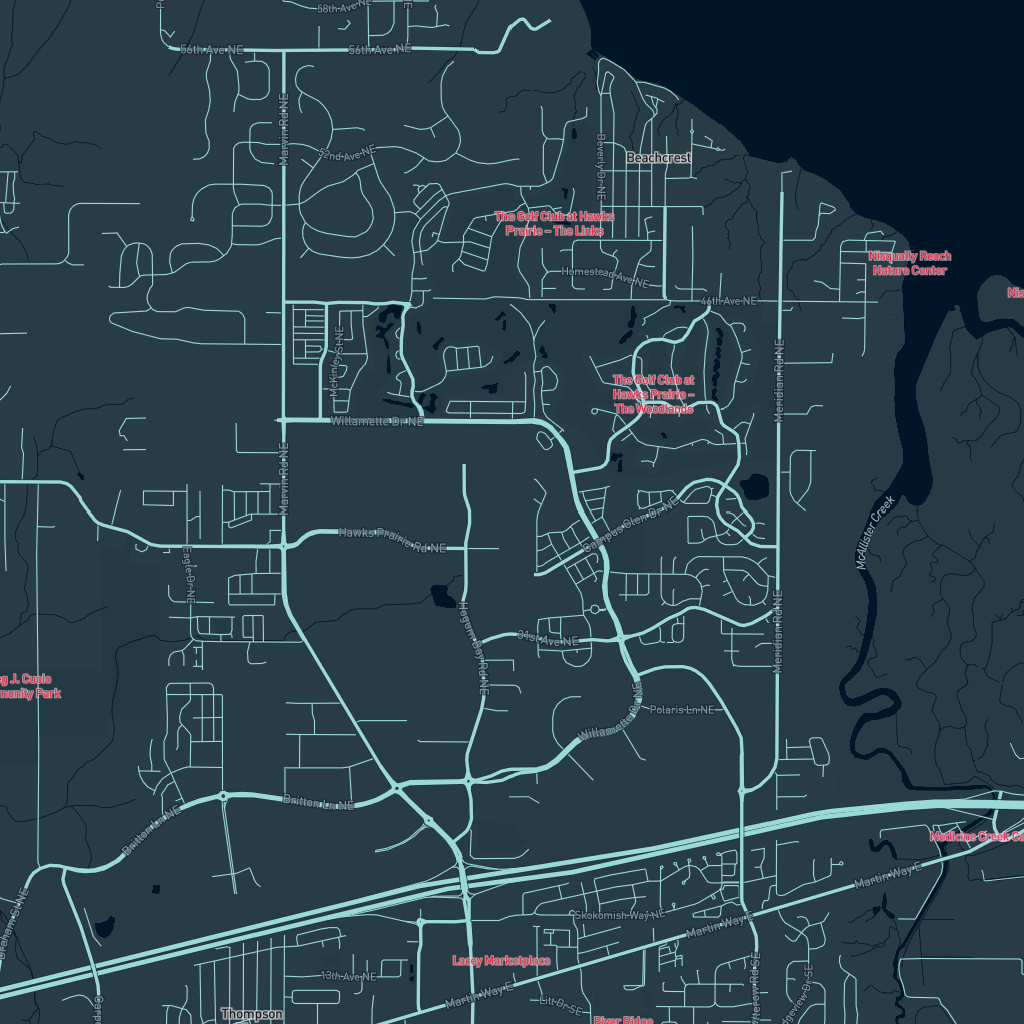 58th Ave NE
56th Ave NE
56th Ave NE
Marvin Rd NE
52nd Ave NE
Beverly Dr NE
Beachcrest
The Golf Club at Hawks
Prairie – The Links
Nisqually Reach
Nature Center
Homestead Ave NE
46th Ave NE
McKinley St NE
Meridian Rd NE
The Golf Club at
Hawks Prairie –
The Woodlands
Willamette Dr NE
Marvin Rd NE
McAllister Creek
Campus Glen Dr NE
Hawks Prairie Rd NE
Eagle Dr NE
Hogum Bay Rd NE
31st Ave NE
Meridian Rd NE
Polaris Ln NE
Willamette Dr NE
Britton Ln NE
Britton Ln NE
Martin Way E
Skokomish Way NE
Martin Way E
Lacey Marketplace
13th Ave NE
Martin Way E
Litt Dr SE
Thompson
River Ridge